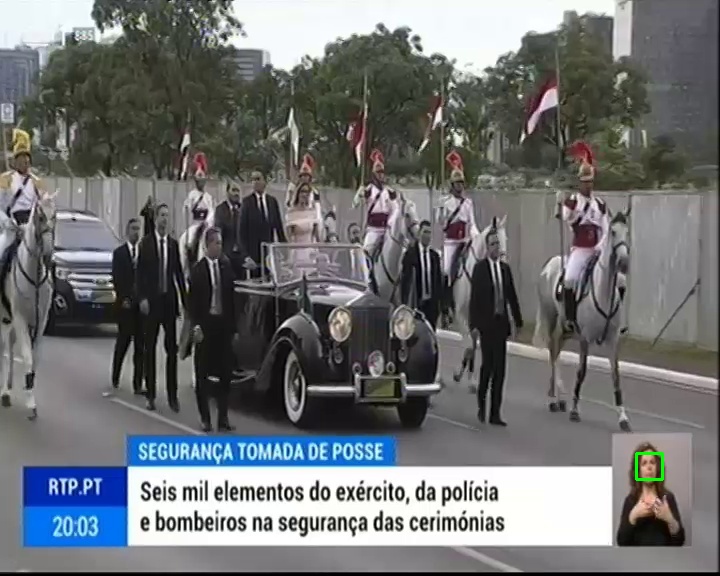 SEGURANÇA TOMADA DE POSSE
RTP.PT
Seis mil elementos do exército, da polícia
20:03
e bombeiros na segurança das cerimónias